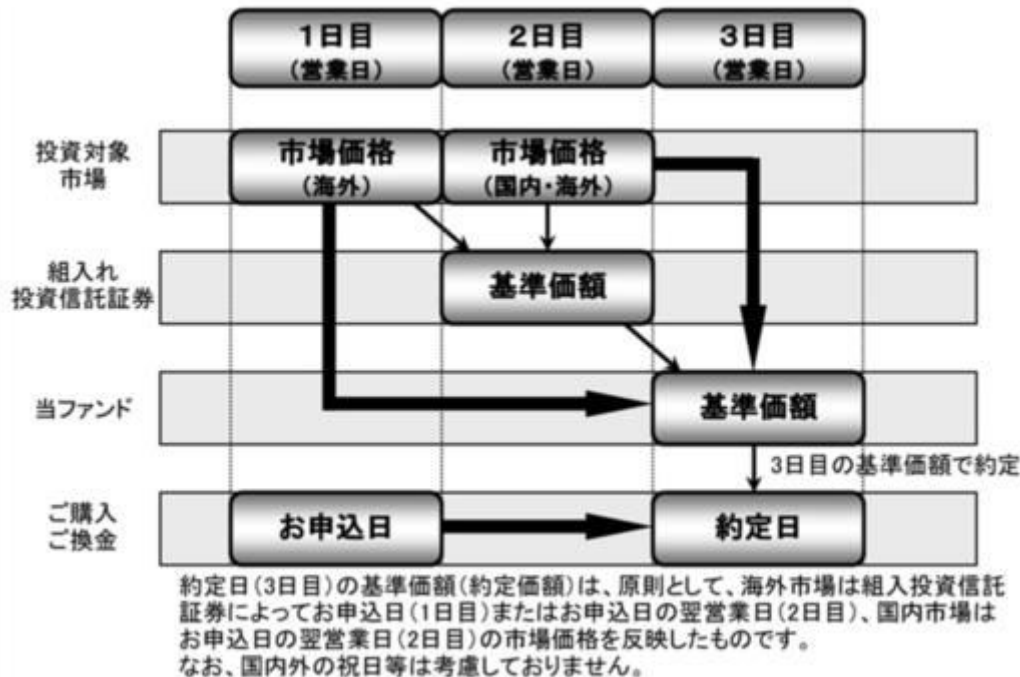 1日目
(営業日)
2日目
(営業日)
3日目
(営業日)
投資対象
市場
市場価格
(海外)
市場価格
(国内・海外)
組入れ
投資信託証券
基準価額
当ファンド
基準価額
3日目の基準価額で約定
ご購入
ご換金
お申込日
約定日
約定日(3日目)の基準価額(約定価額)は、原則として、海外市場は組入投資信託
証券によってお申込日(1日目)またはお申込日の翌営業日(2日目)、国内市場は
お申込日の翌営業日(2日目)の市場価格を反映したものです。
なお、国内外の祝日等は考慮しておりません。